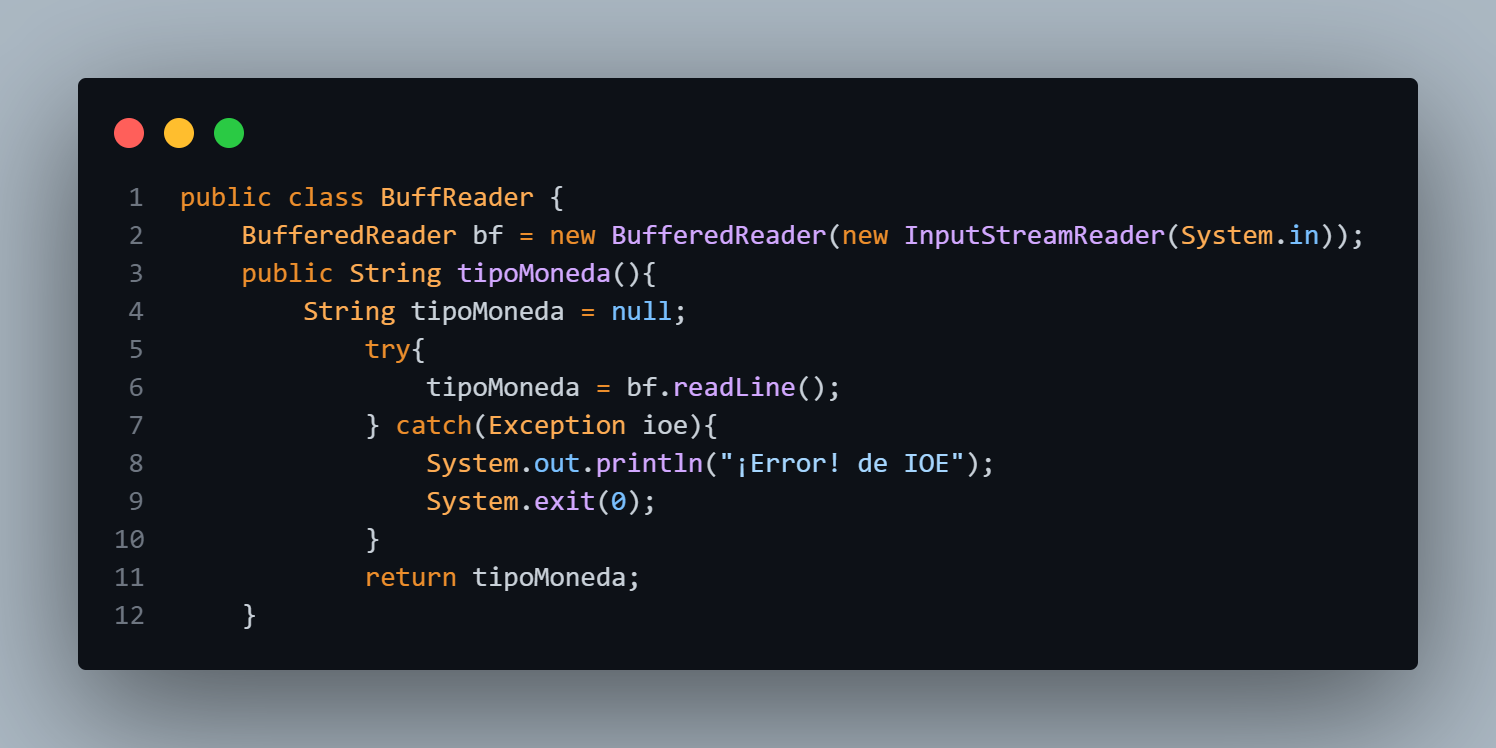 1 public class BuffReader {
2     BufferedReader bf = new BufferedReader(new InputStreamReader(System.in));
3     public String tipoMoneda(){
4         String tipoMoneda = null;
5             try{
6                 tipoMoneda = bf.readLine();
7             } catch(Exception ioe){
8                 System.out.println("¡Error! de IOE");
9                 System.exit(0);
10             }
11             return tipoMoneda;
12     }